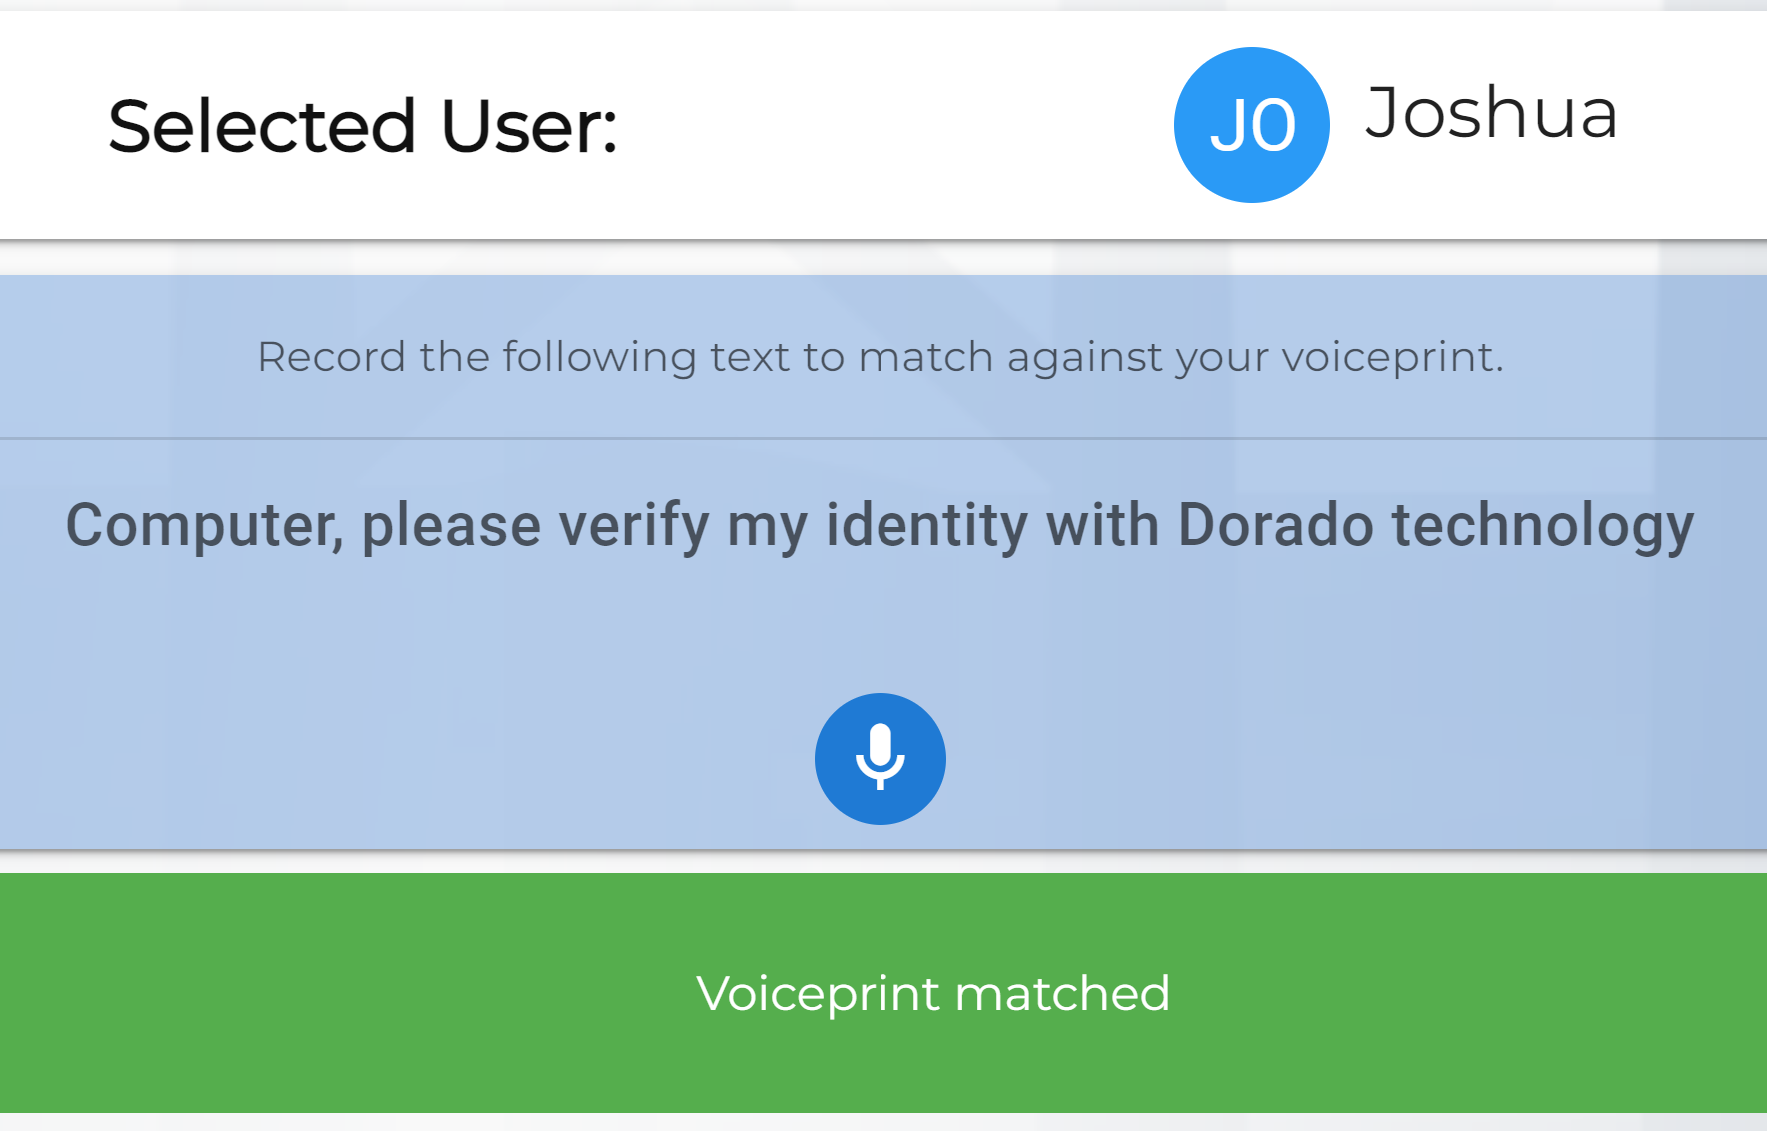 Selected User:
JO Joshua
Record the following text to match against your voiceprint.
Computer, please verify my identity with Dorado technology
Voiceprint matched